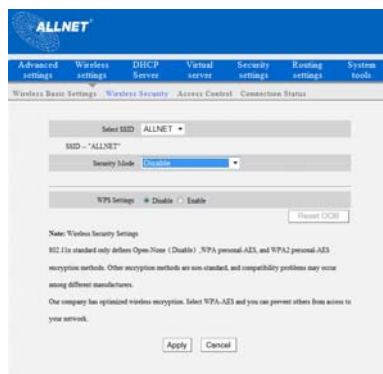 ALLNET
Advanced settings Wireless settings DHCP Server Virtual server Security settings Routing settings System tools
Wireless Basic Settings Wireless Security Access Control Connection Status
Select SSID ALLNET
SSID -- "ALLNET"
Security Mode Disable
WPS Settings Disable Enable
Reset OOB
Note: Wireless Security Settings
802.11n standard only defines Open-None (Disable) ,WPA personal-AES, and WPA2 personal-AES
encryption methods. Other encryption methods are non-standard, and compatibility problems may occur
among different manufacturers.
Our company has optimized wireless encryption. Select WPA-AES and you can prevent others from access to
your network.
Apply Cancel